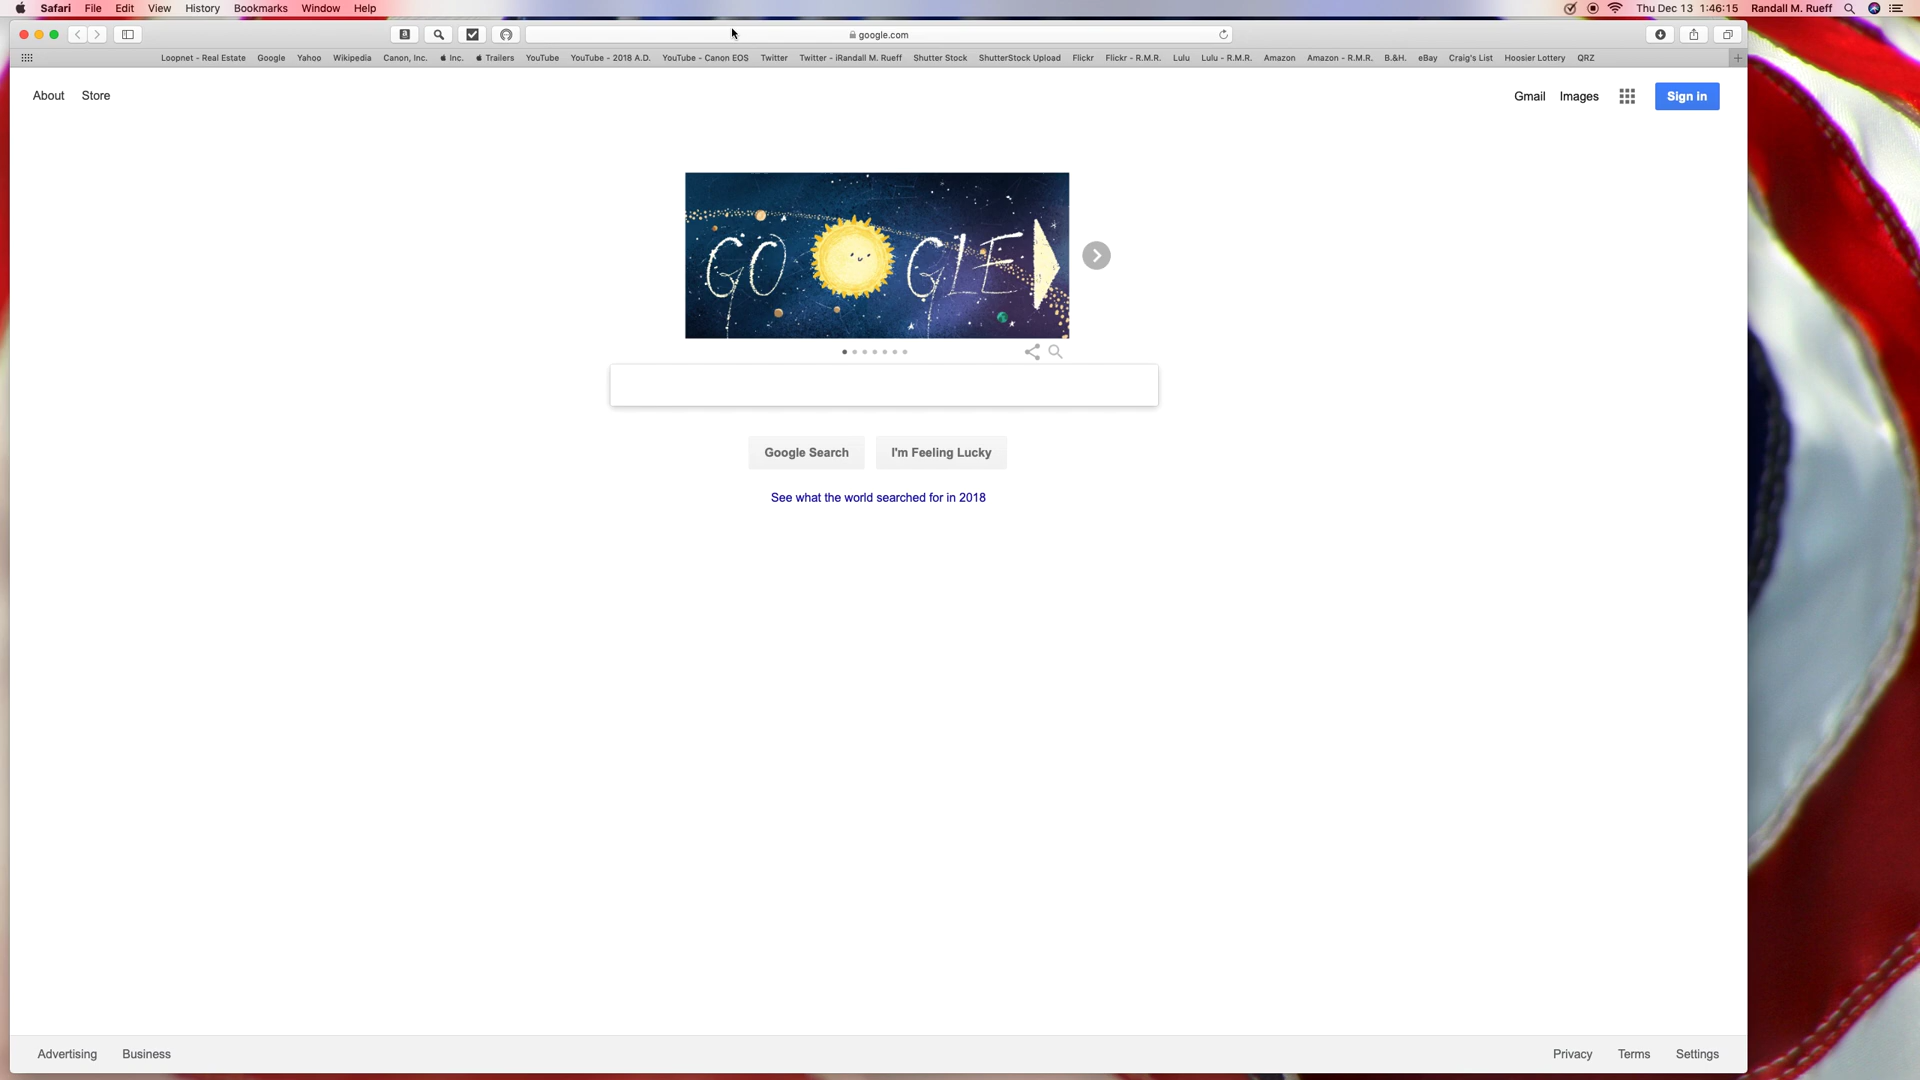 Safari File Edit View History Bookmarks Window Help Thu Dec 13 1:46:15 Randall M. Rueff
google.com
Loopnet - Real Estate Google Yahoo Wikipedia Canon, Inc. Inc. Trailers YouTube YouTube - 2018 A.D. YouTube - Canon EOS Twitter Twitter - iRandall M. Rueff Shutter Stock ShutterStock Upload Flickr Flickr - R.M.R. Lulu Lulu - R.M.R. Amazon Amazon - R.M.R. B.&H. eBay Craig's List Hoosier Lottery QRZ
About Store Gmail Images Sign in
GO GLE
Google Search I'm Feeling Lucky
See what the world searched for in 2018
Advertising Business Privacy Terms Settings